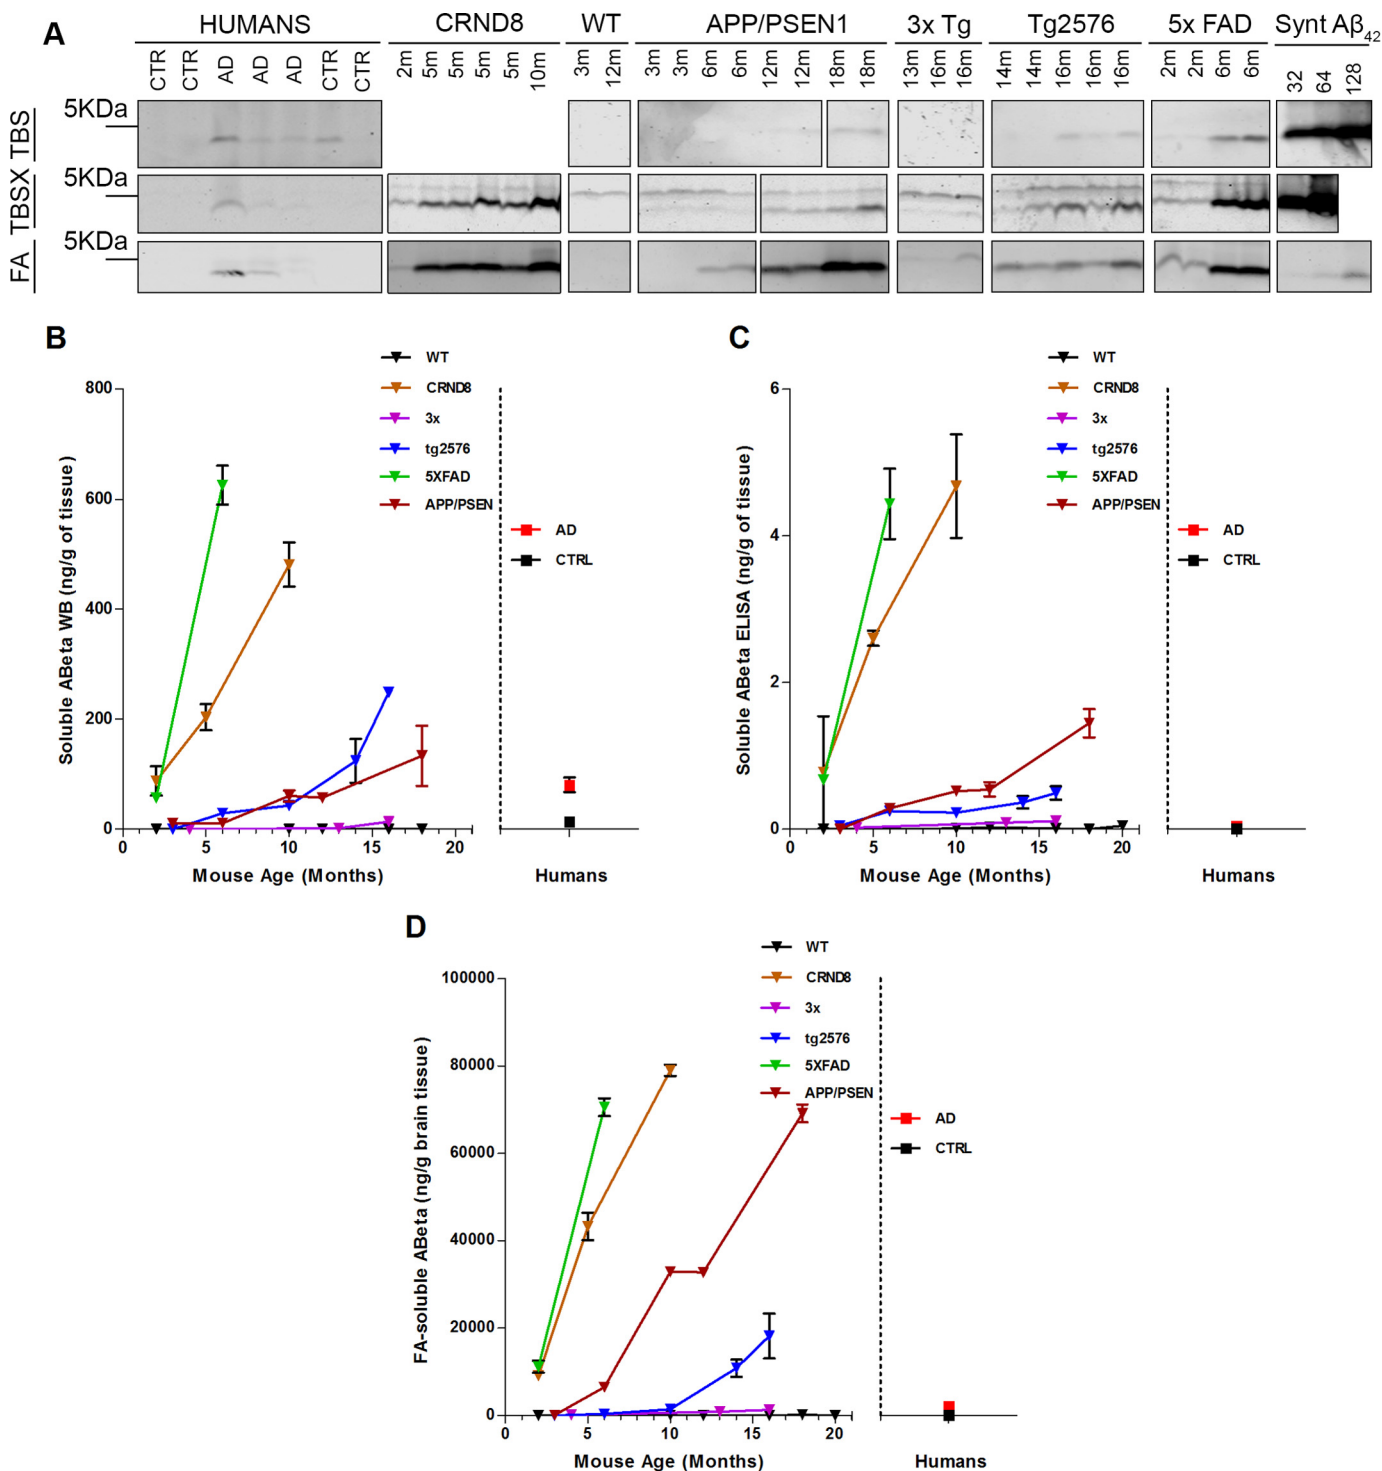 A
HUMANS CRND8 WT APP/PSEN1 3x Tg Tg2576 5x FAD Synt Aβ42
CTR CTR AD AD AD CTR CTR 2m 5m 5m 5m 5m 10m 3m 12m 3m 3m 6m 6m 12m 12m 18m 18m 13m 16m 16m 14m 14m 16m 16m 16m 2m 2m 6m 6m 32 64 128
TBS 5KDa
TBSX 5KDa
FA 5KDa
B
WT
CRND8
3x
tg2576
5XFAD
APP/PSEN
AD
CTRL
Soluble ABeta WB (ng/g of tissue)
800
600
400
200
0
0 5 10 15 20
Mouse Age (Months) Humans
C
WT
CRND8
3x
tg2576
5XFAD
APP/PSEN
AD
CTRL
Soluble ABeta ELISA (ng/g of tissue)
6
4
2
0
0 5 10 15 20
Mouse Age (Months) Humans
D
WT
CRND8
3x
tg2576
5XFAD
APP/PSEN
AD
CTRL
FA-soluble ABeta (ng/g brain tissue)
100000
80000
60000
40000
20000
0
0 5 10 15 20
Mouse Age (Months) Humans